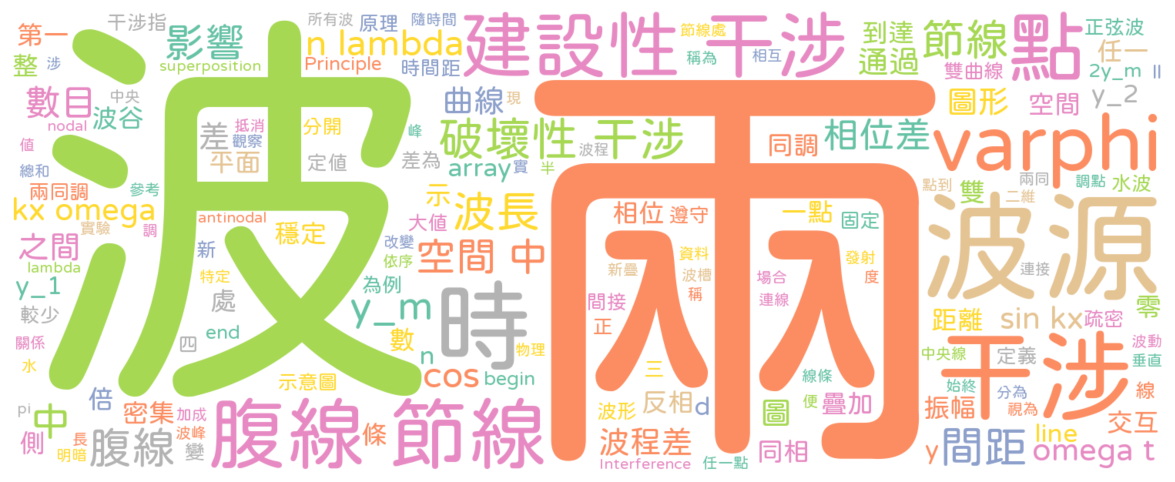 干涉指
所有波
原理
隨時間
第一
影響
n lambda
節線處
建設性 干涉
到達
節線
點
正弦波
任一
整
涉
superposition
Principle
時間距
稱為
相互
通過
雙曲線
2y_m
II
數目
中央
波
兩
曲線
現
圖形
空間
y_2
nodal
波谷
差
抵消
觀察
分開
峰
破壞性 干涉
波程
同調
相位差
varphi
值
平面
定值
差為
array
實
半
總和
兩同調
參考
示
波長
點到
雙
兩同
調點
水波
二維
kx omega
antinodal
大值
相位
遵守
一點
固定
波源
實驗
調
穩定
新
改變
依序
空間 中
新疊
資料
波槽
發射
之間
lambda
特定
為例
y_m
時
間接
稱
場合
連線
度
連接
y_1
處
距離
sin kx
疏密
零
較少
關係
四
end
數
n
物理
正
中央線
定義
波動
垂直
水
示意圖
cos
begin
三
線條
便
始終
分為
視為
線
干涉
pi
中
倍
密集
加成
腹線 節線
條
波形
反相
d
圖
疊加
振幅
交互
側
明暗
長
腹線
波峰
變
波程差
Interference
任一點
同相
y
間距
line
omega t